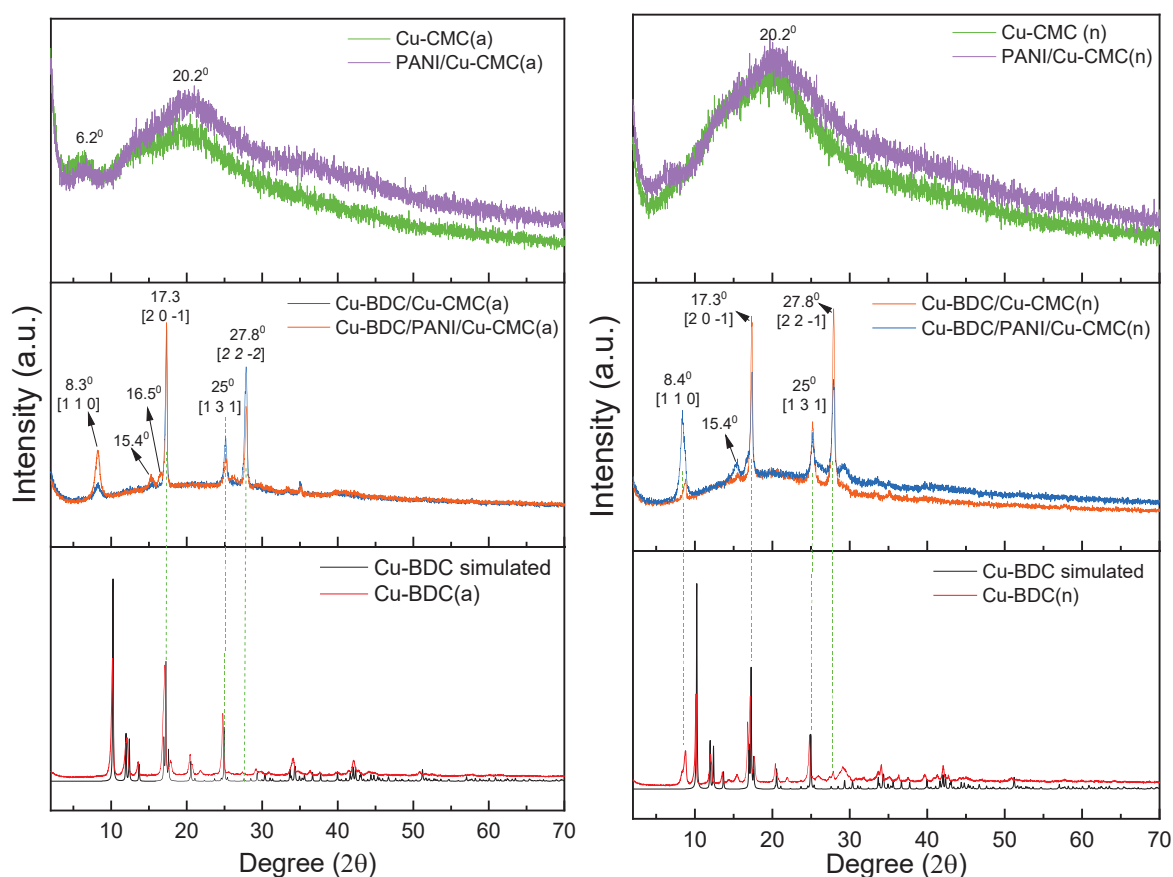 Cu-CMC(a)
PANI/Cu-CMC(a)
20.2⁰
6.2⁰
Cu-BDC/Cu-CMC(a)
Cu-BDC/PANI/Cu-CMC(a)
17.3
[2 0 -1]
27.8⁰
[2 2 -2]
8.3⁰
[1 1 0]
16.5⁰
15.4⁰
25⁰
[1 3 1]
Cu-BDC simulated
Cu-BDC(a)
Intensity (a.u.)
10 20 30 40 50 60 70
Degree (2θ)
Cu-CMC (n)
PANI/Cu-CMC(n)
20.2⁰
Cu-BDC/Cu-CMC(n)
Cu-BDC/PANI/Cu-CMC(n)
17.3⁰
[2 0 -1]
27.8⁰
[2 2 -1]
8.4⁰
[1 1 0]
15.4⁰
25⁰
[1 3 1]
Cu-BDC simulated
Cu-BDC(n)
Intensity (a.u.)
10 20 30 40 50 60 70
Degree (2θ)